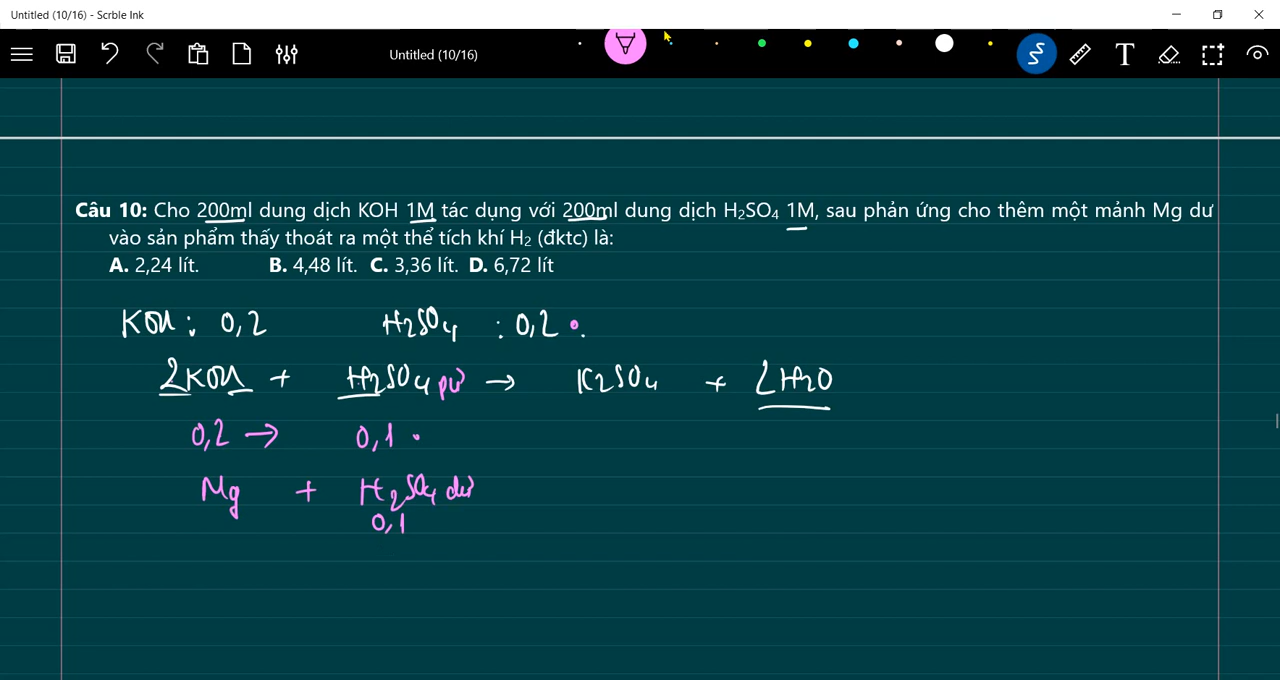 Untitled (10/16) - Scrble Ink
Untitled (10/16)
T
Câu 10: Cho 200ml dung dịch KOH 1M tác dụng với 200ml dung dịch H₂SO₄ 1M, sau phản ứng cho thêm một mảnh Mg dư
vào sản phẩm thấy thoát ra một thể tích khí H₂ (đktc) là:
A. 2,24 lít. B. 4,48 lít. C. 3,36 lít. D. 6,72 lít
KOH : 0,2 H₂SO₄ : 0,2
2KOH + H₂SO₄ pư → K₂SO₄ + 2H₂O
0,2 → 0,1
Mg + H₂SO₄ dư
0,1